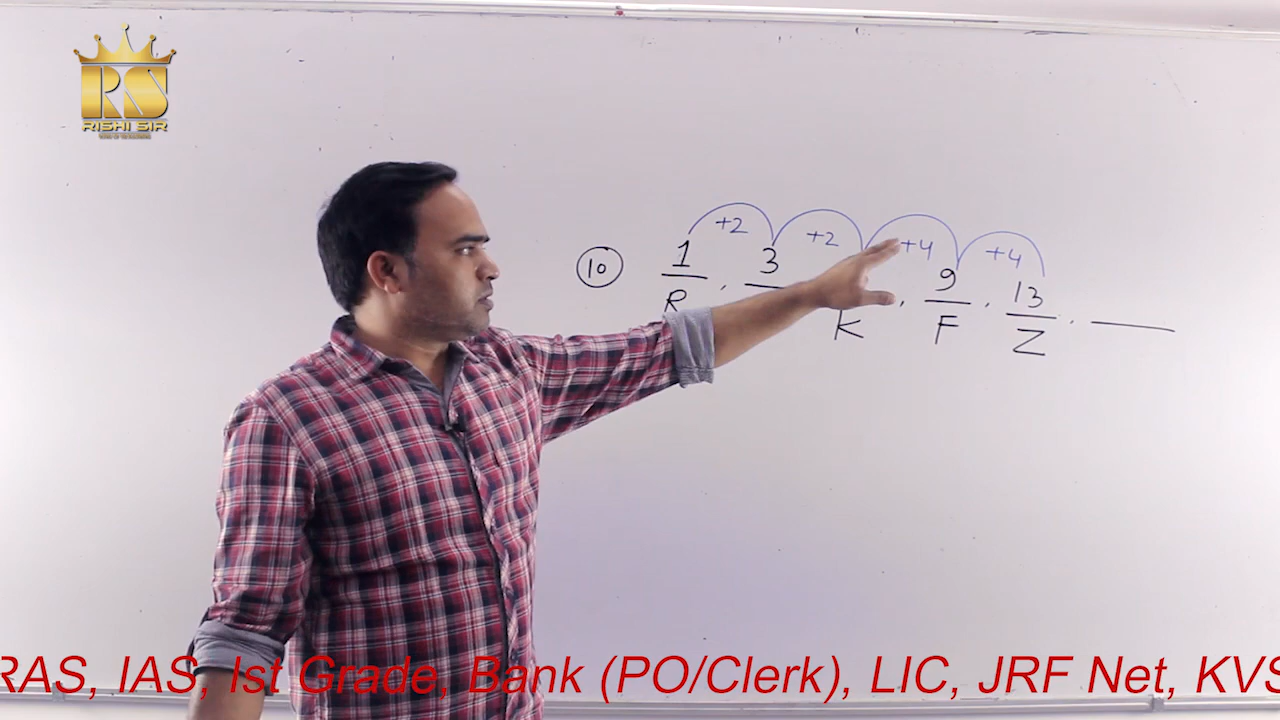 RS
RISHI SIR
+2 +2 +4 +4
10 1 3 9 13
R K F Z
RAS, IAS, Ist Grade, Bank (PO/Clerk), LIC, JRF Net, KVS